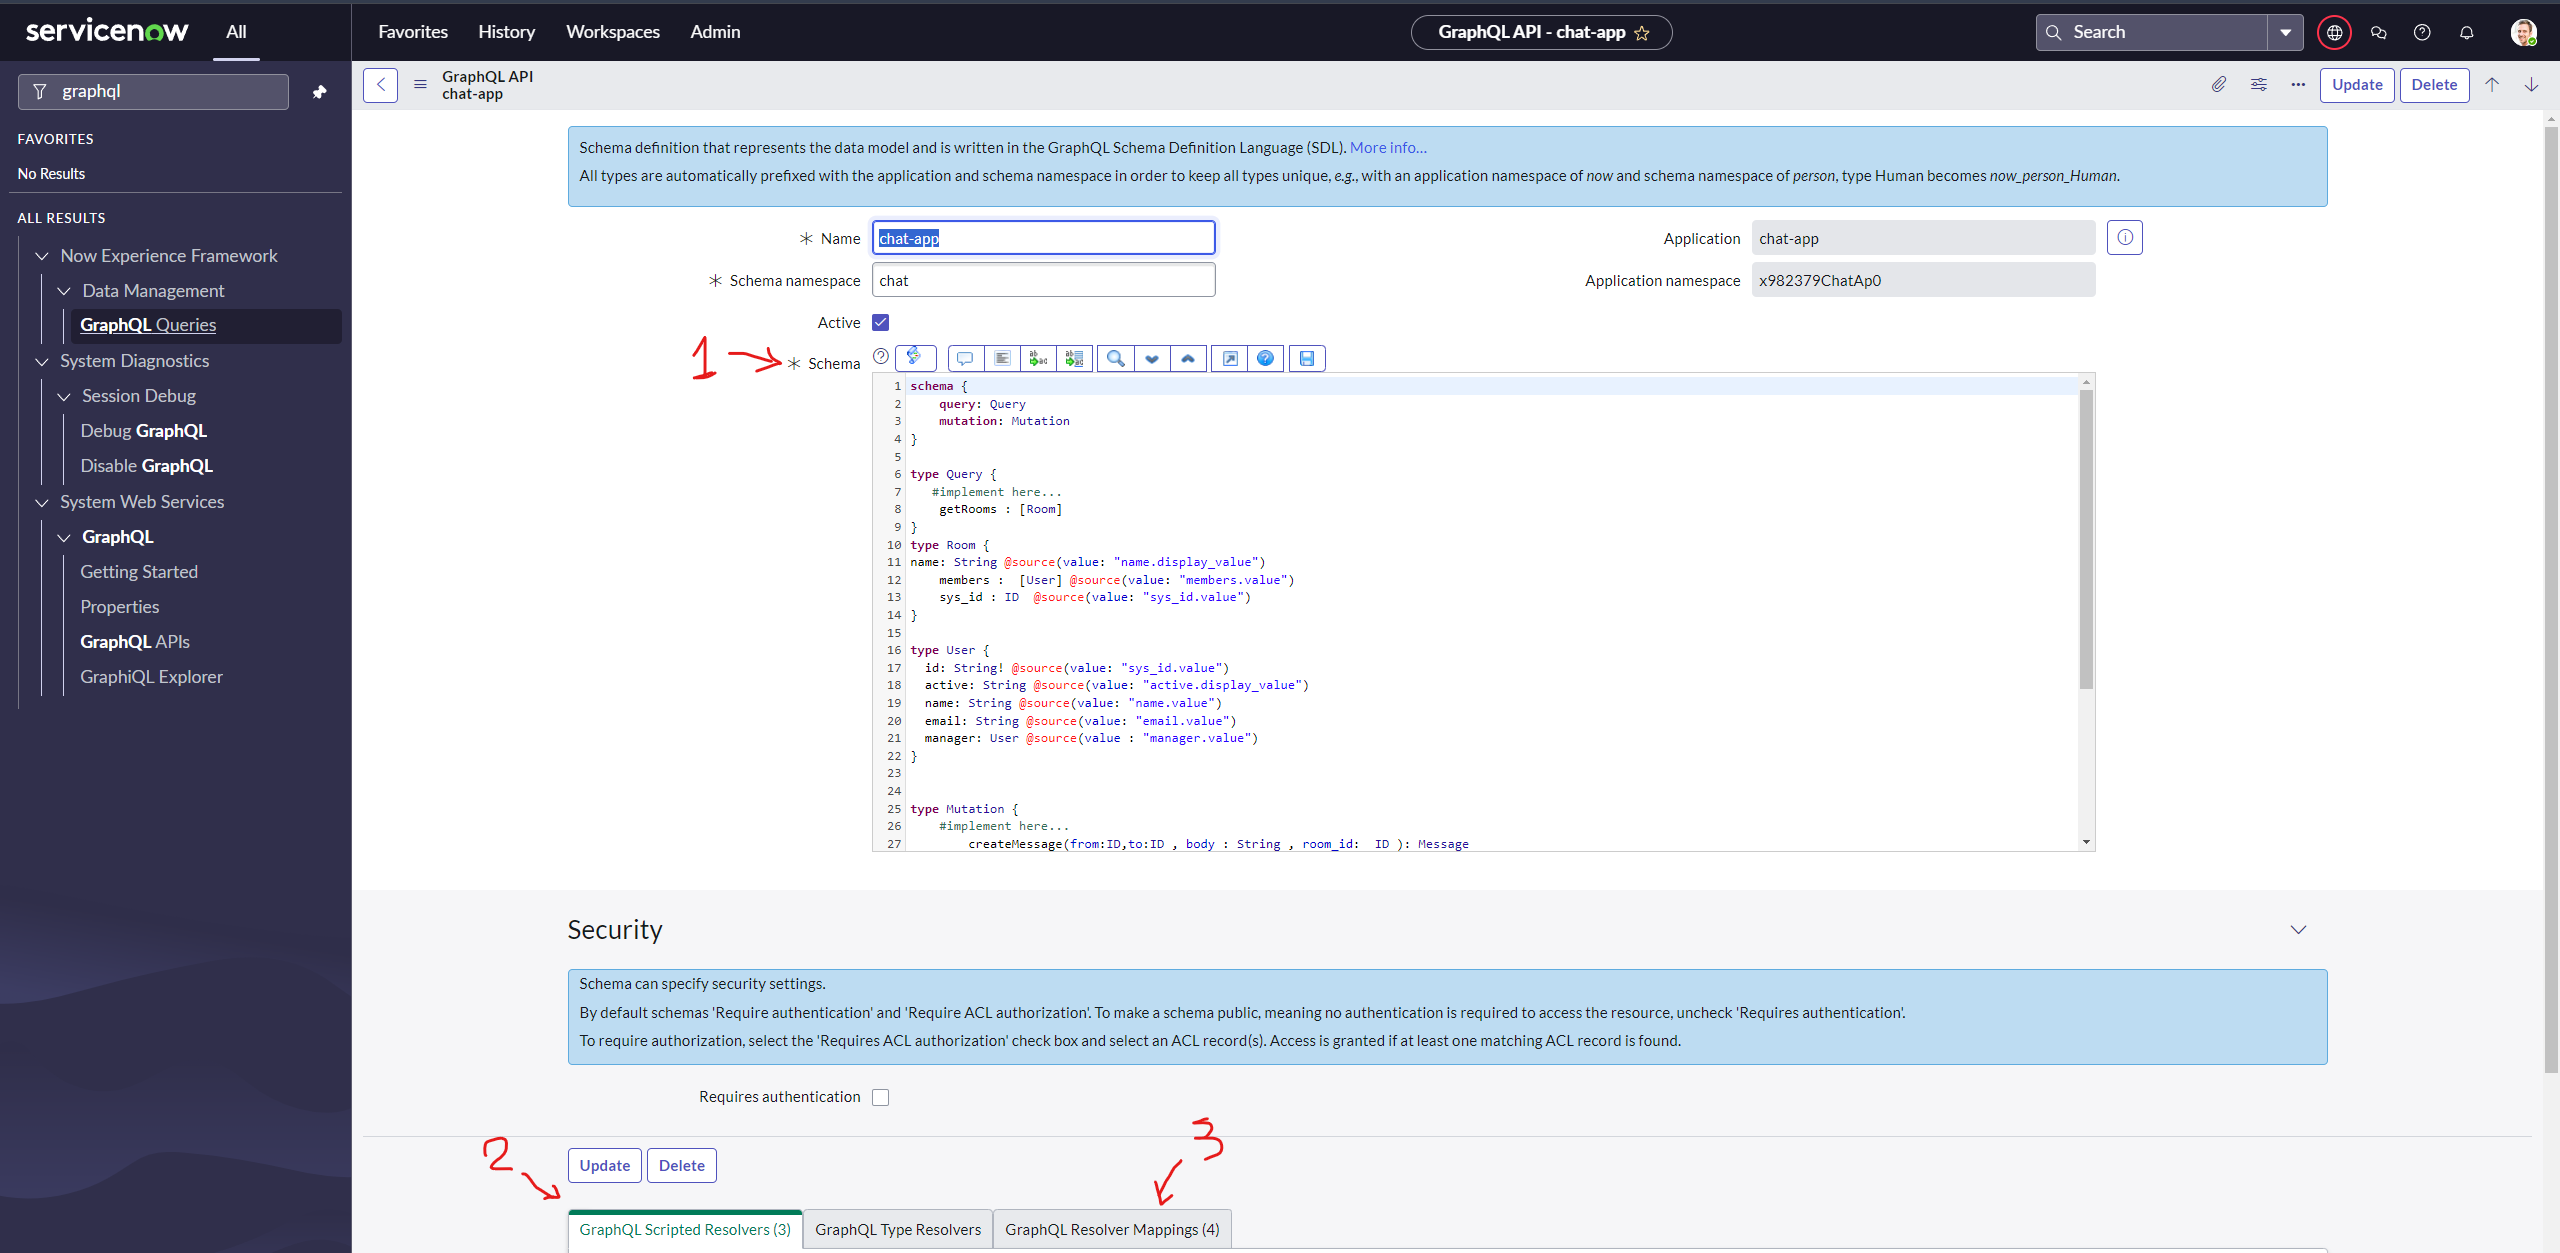 servicenow All Favorites History Workspaces Admin GraphQL API - chat-app Search
graphql
FAVORITES
No Results
ALL RESULTS
Now Experience Framework
Data Management
GraphQL Queries
System Diagnostics
Session Debug
Debug GraphQL
Disable GraphQL
System Web Services
GraphQL
Getting Started
Properties
GraphQL APIs
GraphiQL Explorer
GraphQL API
chat-app
Update Delete
Schema definition that represents the data model and is written in the GraphQL Schema Definition Language (SDL). More info...
All types are automatically prefixed with the application and schema namespace in order to keep all types unique, e.g., with an application namespace of now and schema namespace of person, type Human becomes now_person_Human.
Name chat-app
Application chat-app
Schema namespace chat
Application namespace x982379ChatAp0
Active
1
Schema
1 schema {
2 query: Query
3 mutation: Mutation
4 }
5
6 type Query {
7 #implement here...
8 getRooms : [Room]
9 }
10 type Room {
11 name: String @source(value: "name.display_value")
12 members : [User] @source(value: "members.value")
13 sys_id : ID @source(value: "sys_id.value")
14 }
15
16 type User {
17 id: String! @source(value: "sys_id.value")
18 active: String @source(value: "active.display_value")
19 name: String @source(value: "name.value")
20 email: String @source(value: "email.value")
21 manager: User @source(value : "manager.value")
22 }
23
24
25 type Mutation {
26 #implement here...
27 createMessage(from:ID,to:ID , body : String , room_id: ID ): Message
Security
Schema can specify security settings.
By default schemas 'Require authentication' and 'Require ACL authorization'. To make a schema public, meaning no authentication is required to access the resource, uncheck 'Requires authentication'.
To require authorization, select the 'Requires ACL authorization' check box and select an ACL record(s). Access is granted if at least one matching ACL record is found.
Requires authentication
2
3
Update Delete
GraphQL Scripted Resolvers (3) GraphQL Type Resolvers GraphQL Resolver Mappings (4)